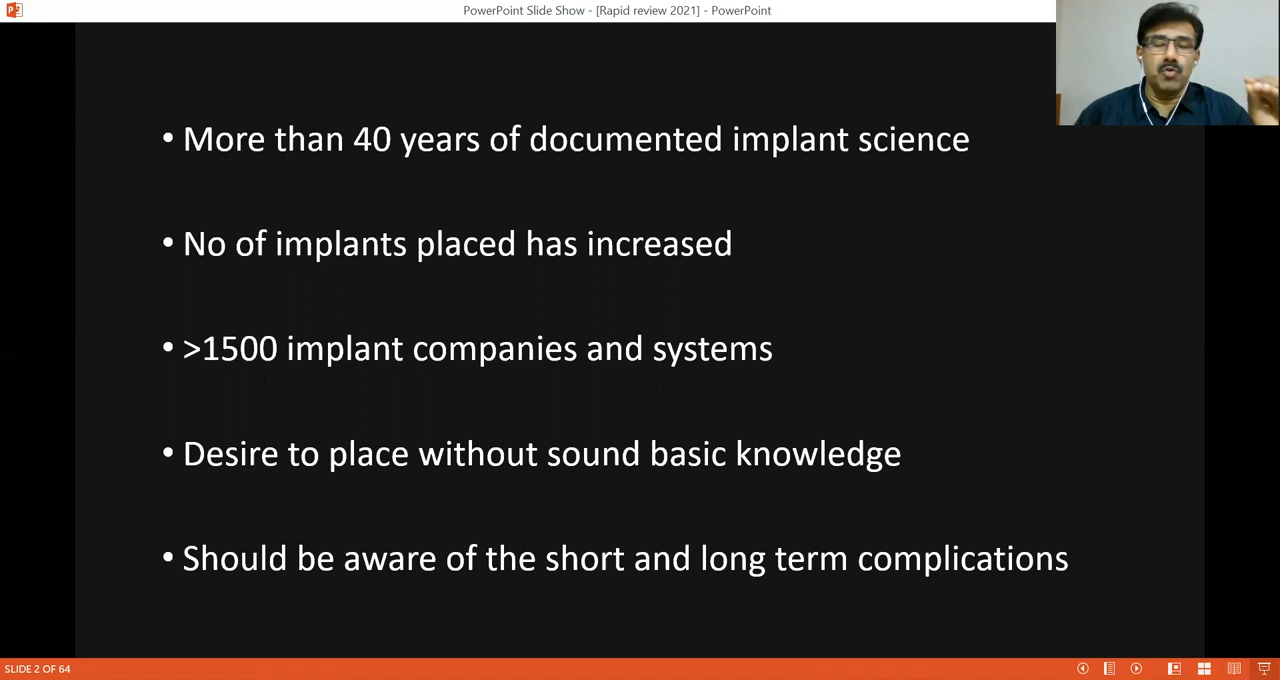 PowerPoint Slide Show - [Rapid review 2021] - PowerPoint
• More than 40 years of documented implant science
• No of implants placed has increased
• >1500 implant companies and systems
• Desire to place without sound basic knowledge
• Should be aware of the short and long term complications
SLIDE 2 OF 64